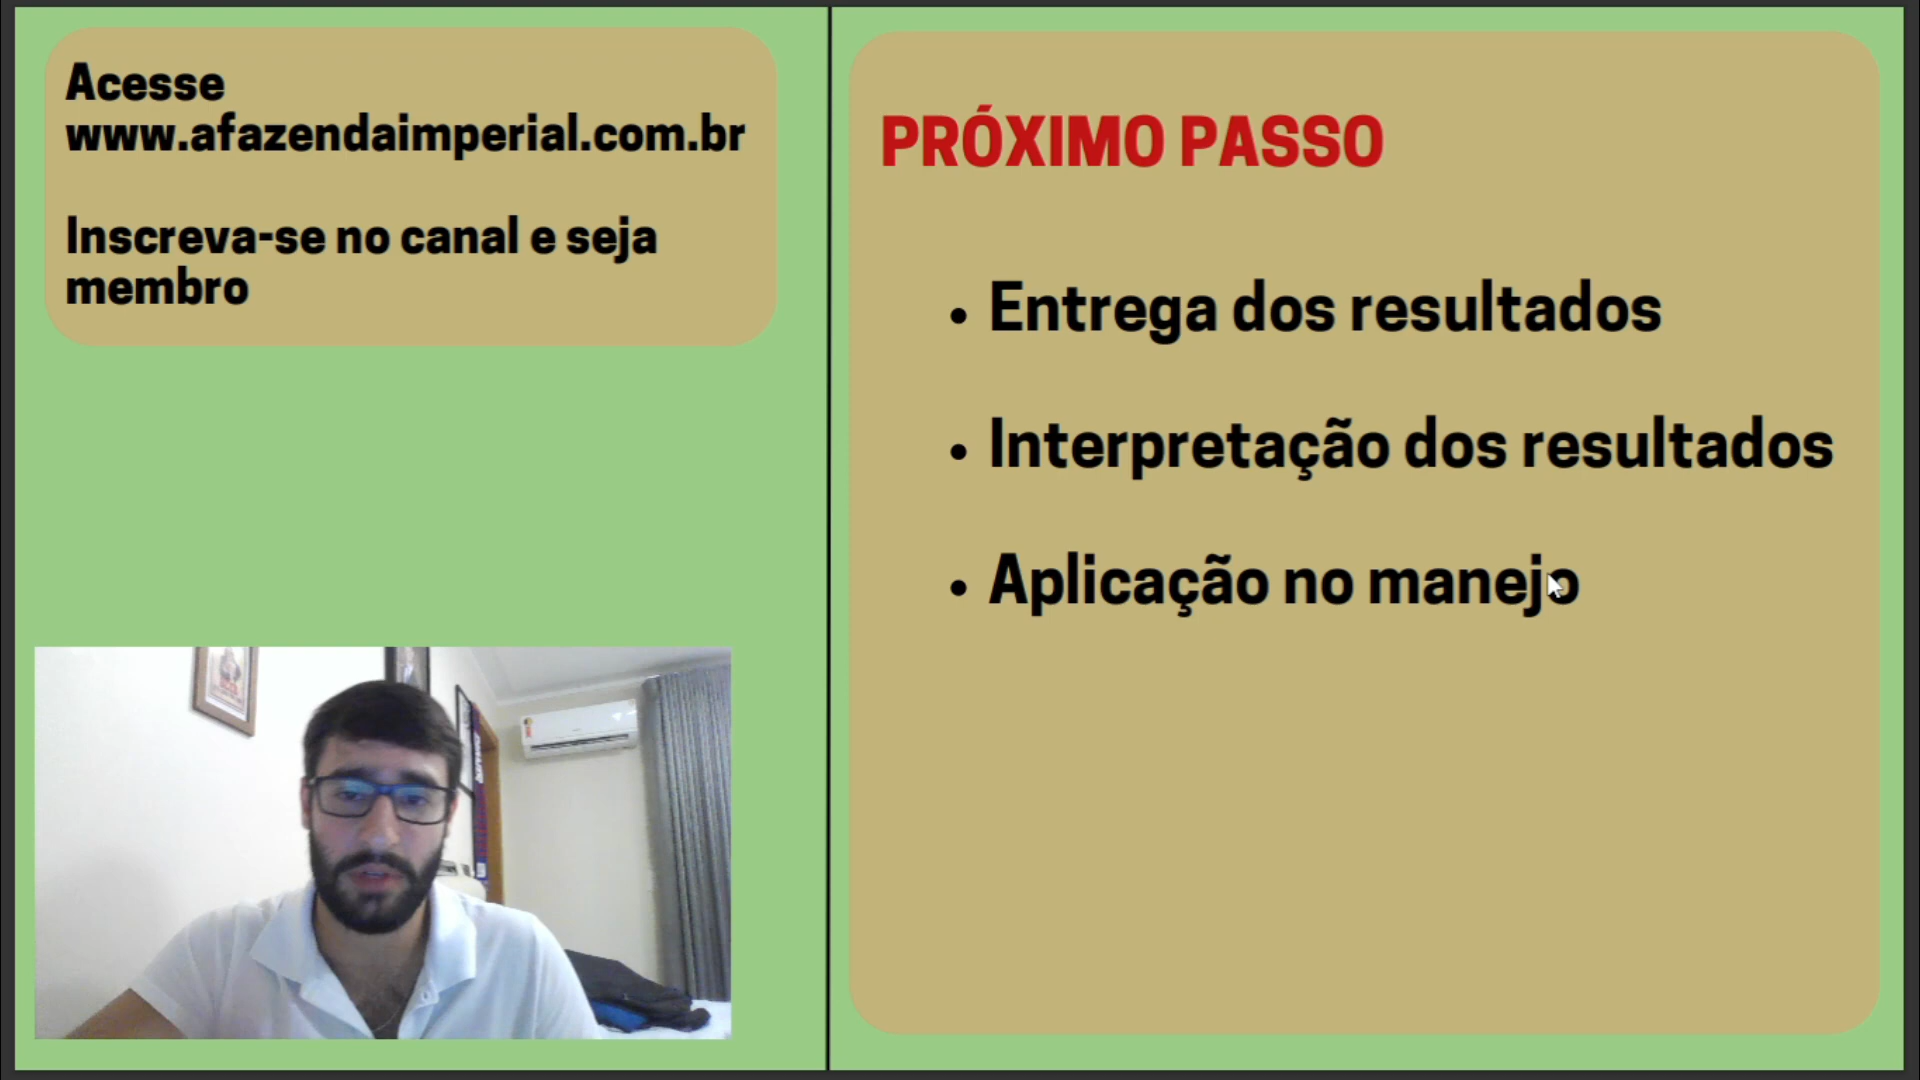 Acesse
www.afazendaimperial.com.br
Inscreva-se no canal e seja
membro
PRÓXIMO PASSO
• Entrega dos resultados
• Interpretação dos resultados
• Aplicação no manejo